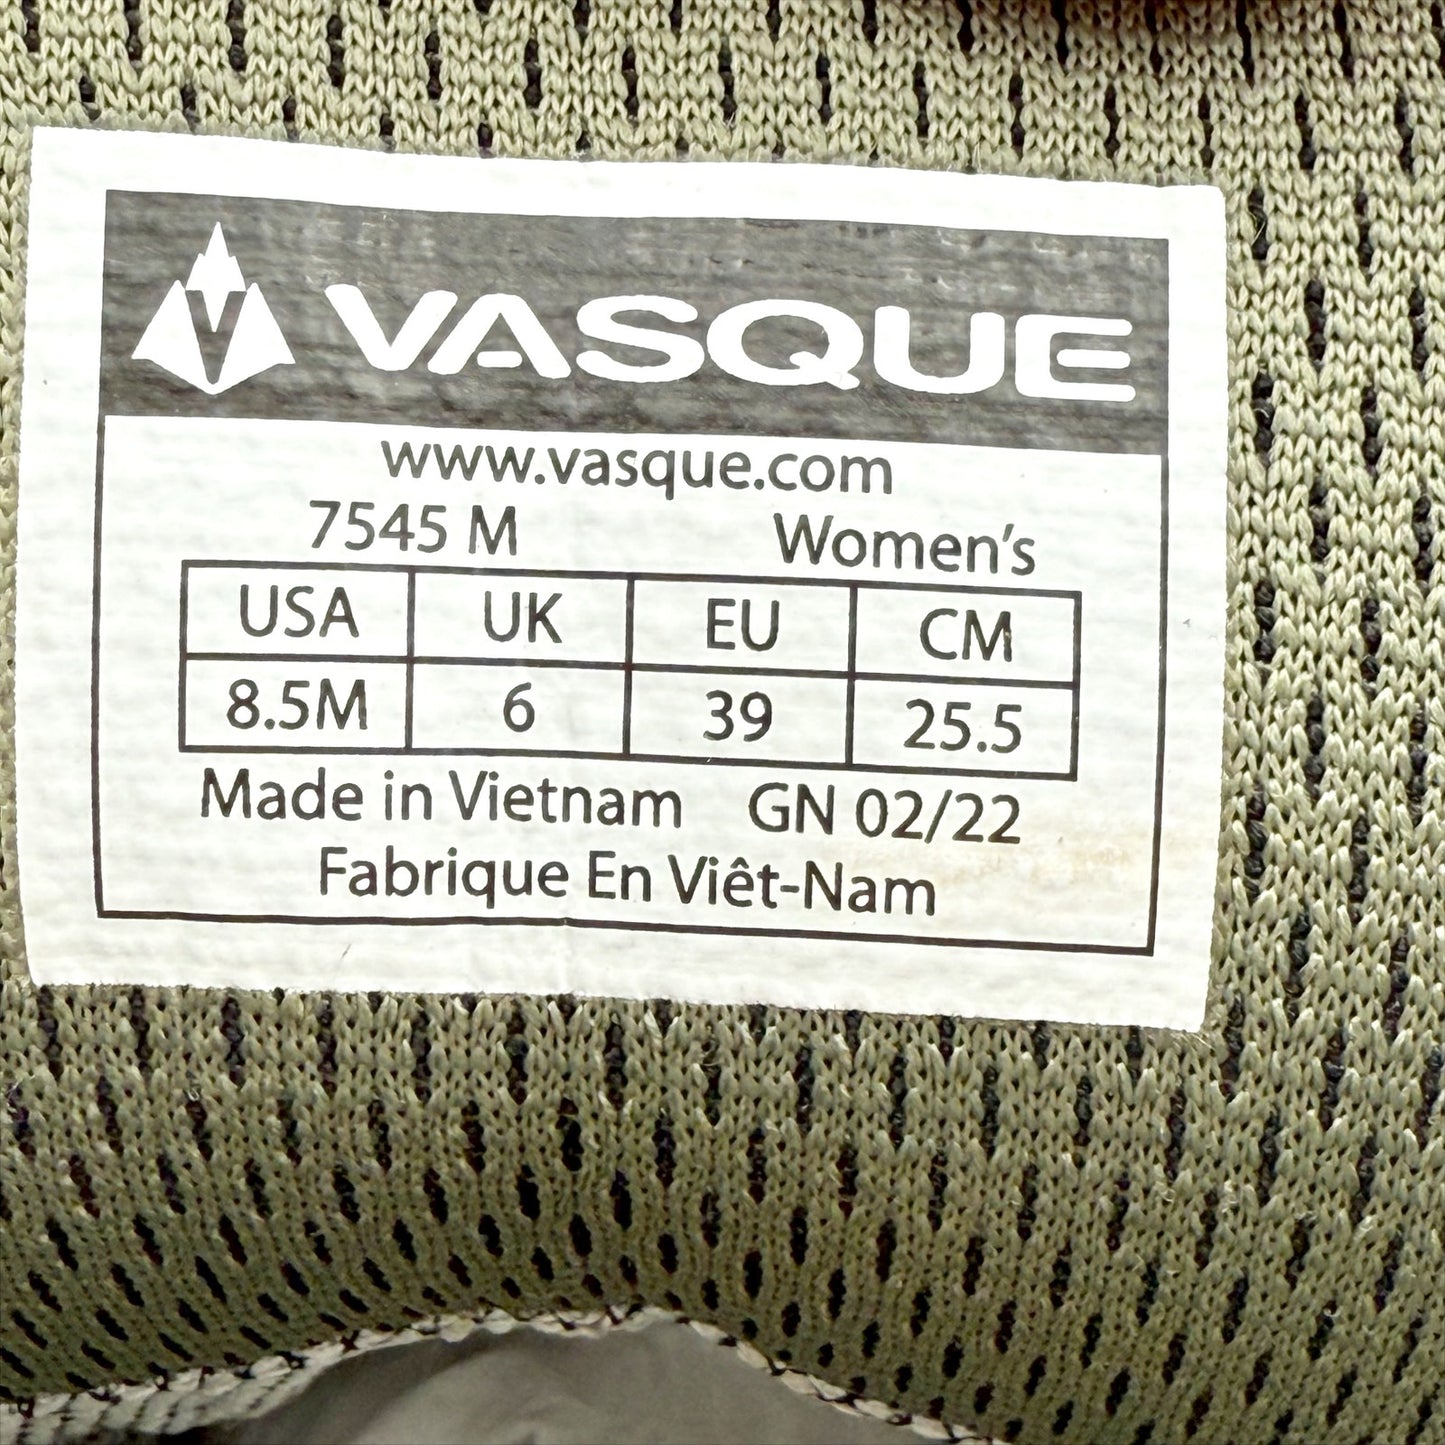 VASQUE
www.vasque.com
7545 M Women's
USA UK EU CM
8.5M 6 39 25.5
Made in Vietnam GN 02/22
Fabrique En Viêt-Nam